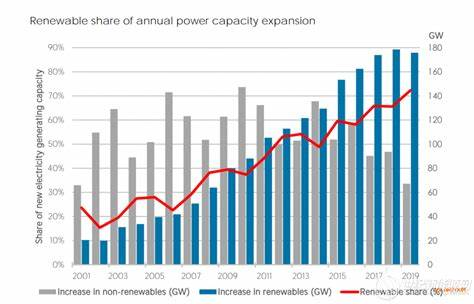 Renewable share of annual power capacity expansion
GW
90% 180
80% 160
70% 140
60% 120
50% 100
40% 80
30% 60
20% 40
10% 20
0% 0
Share of new electricity generating capacity
2001 2003 2005 2007 2009 2011 2013 2015 2017 2019
Increase in non-renewables (GW) Increase in renewables (GW) Renewable share (%)